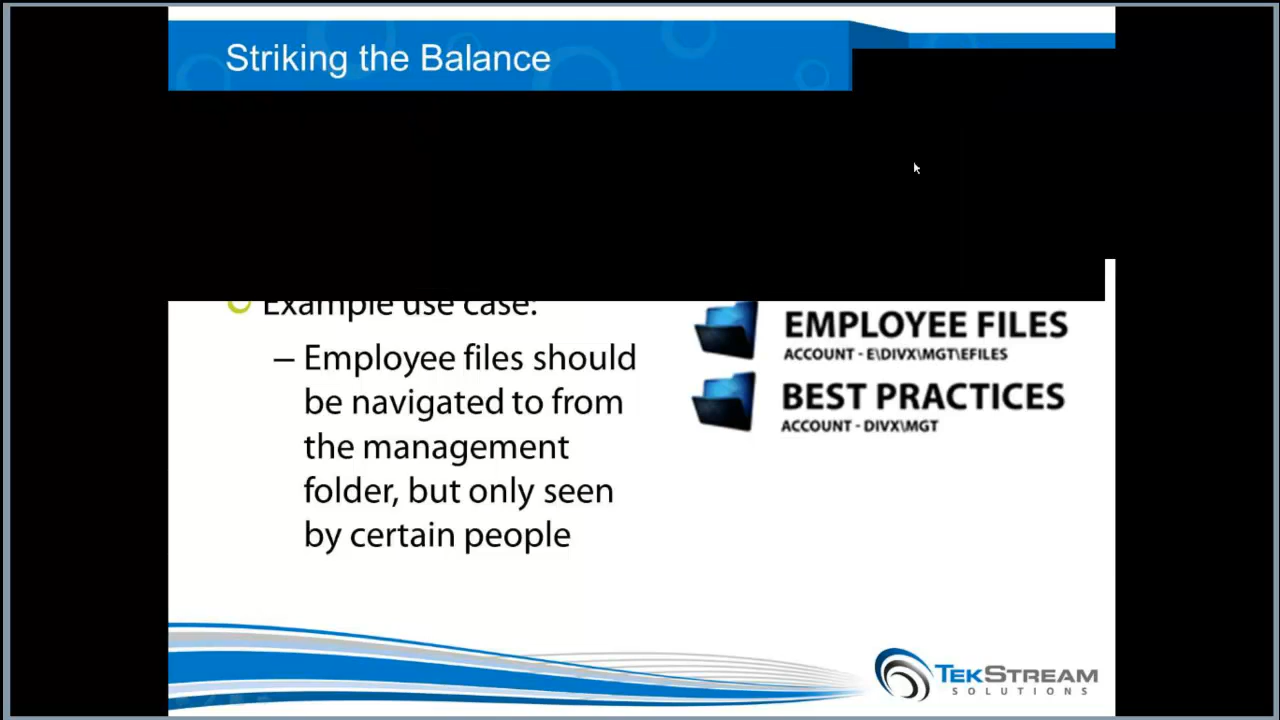 Striking the Balance
Example use case:
– Employee files should
be navigated to from
the management
folder, but only seen
by certain people
EMPLOYEE FILES
ACCOUNT - E\DIVX\MGT\EFILES
BEST PRACTICES
ACCOUNT - DIVX\MGT
TEKSTREAM
SOLUTIONS